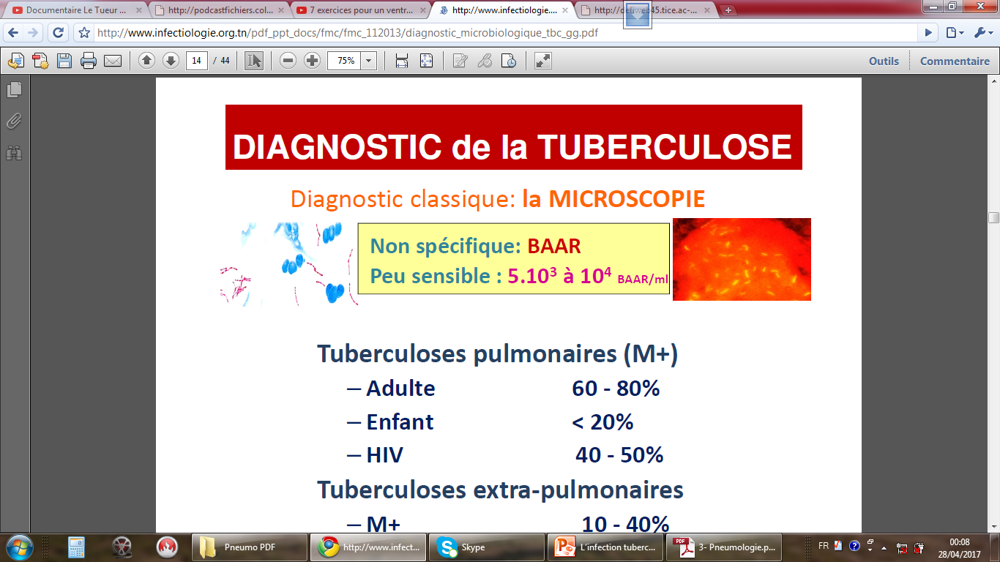 Documentaire Le Tueur ...
http://podcastfichiers.col...
7 exercices pour un ventr...
http://www.infectiologie....
http://defiweb45.tice.ac-...
http://www.infectiologie.org.tn/pdf_ppt_docs/fmc/fmc_112013/diagnostic_microbiologique_tbc_gg.pdf
14 / 44
75%
Outils
Commentaire
DIAGNOSTIC de la TUBERCULOSE
Diagnostic classique: la MICROSCOPIE
Non spécifique: BAAR
Peu sensible : 5.10³ à 10⁴ BAAR/ml
Tuberculoses pulmonaires (M+)
– Adulte 60 - 80%
– Enfant < 20%
– HIV 40 - 50%
Tuberculoses extra-pulmonaires
– M+ 10 - 40%
Pneumo PDF
http://www.infect...
Skype
L'infection tuberc...
3- Pneumologie.p...
FR
00:08
28/04/2017